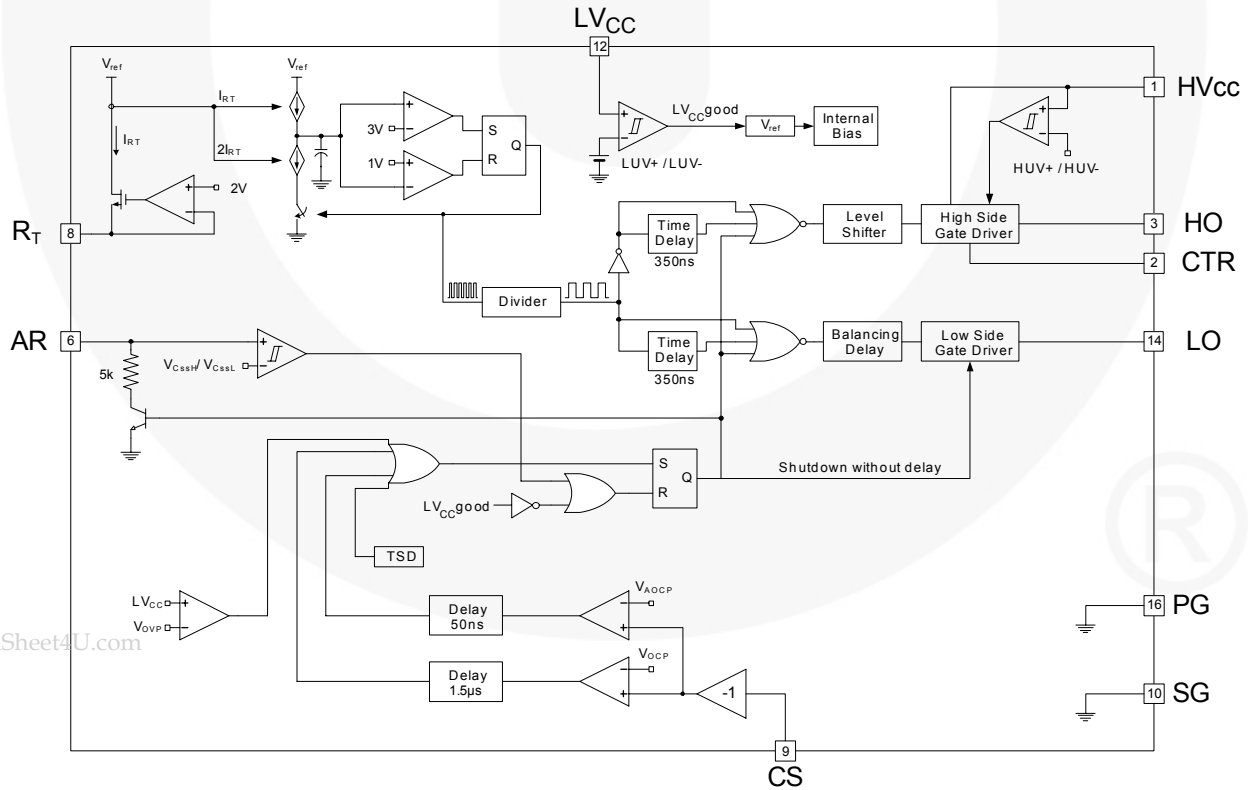 LVCC
12
Vref
Vref
IRT
IRT
2IRT
2V
RT
8
3V
1V
S
R
Q
LVCCgood
LUV+ / LUV-
Vref
Internal
Bias
1
HVcc
HUV+ / HUV-
Time
Delay
350ns
Level
Shifter
High Side
Gate Driver
3
HO
2
CTR
Divider
AR
6
5k
VCssH/ VCssL
Time
Delay
350ns
Balancing
Delay
Low Side
Gate Driver
14
LO
S
R
Q
Shutdown without delay
LVCCgood
TSD
LVCC
VOVP
Delay
50ns
VAOCP
Delay
1.5µs
VOCP
-1
16
PG
10
SG
9
CS
Sheet4U.com
®